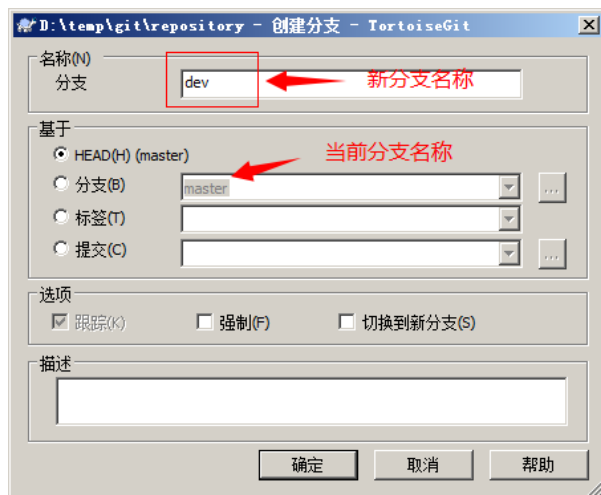 D:\temp\git\repository - 创建分支 - TortoiseGit
名称(N)
分支 dev 新分支名称
基于
HEAD(H) (master) 当前分支名称
分支(B) master ...
标签(T)
提交(C) ...
选项
跟踪(K) 强制(F) 切换到新分支(S)
描述
确定 取消 帮助